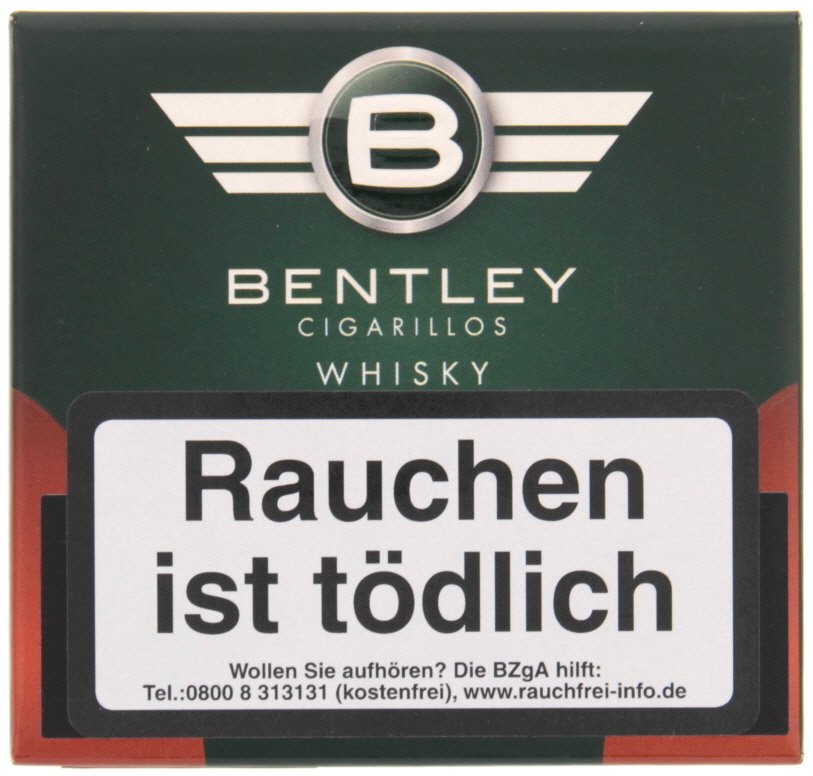 B
BENTLEY
CIGARILLOS
WHISKY
Rauchen
ist tödlich
Wollen Sie aufhören? Die BZgA hilft:
Tel.:0800 8 313131 (kostenfrei), www.rauchfrei-info.de